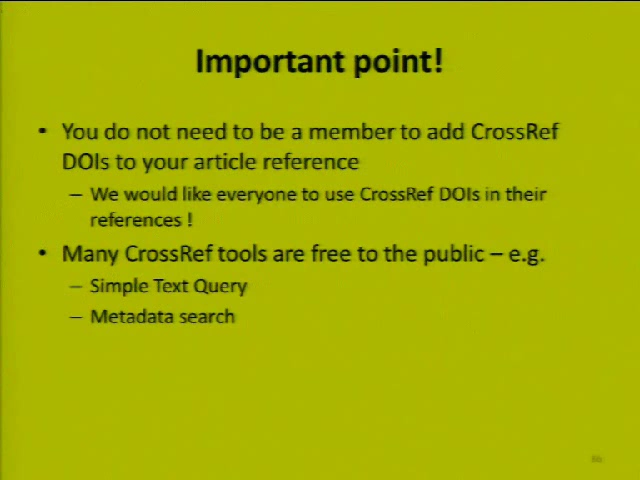 Important point!
• You do not need to be a member to add CrossRef
DOIs to your article reference
– We would like everyone to use CrossRef DOIs in their
references !
• Many CrossRef tools are free to the public – e.g.
– Simple Text Query
– Metadata search